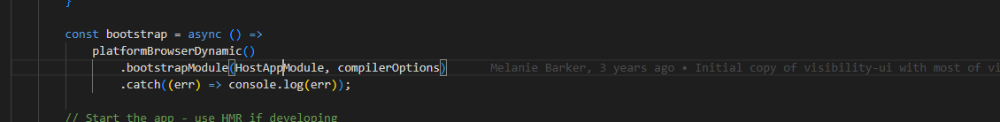 }
const bootstrap = async () =>
platformBrowserDynamic()
.bootstrapModule(HostAppModule, compilerOptions) Melanie Barker, 3 years ago • Initial copy of visibility-ui with most of vi
.catch((err) => console.log(err));
// Start the app - use HMR if developing